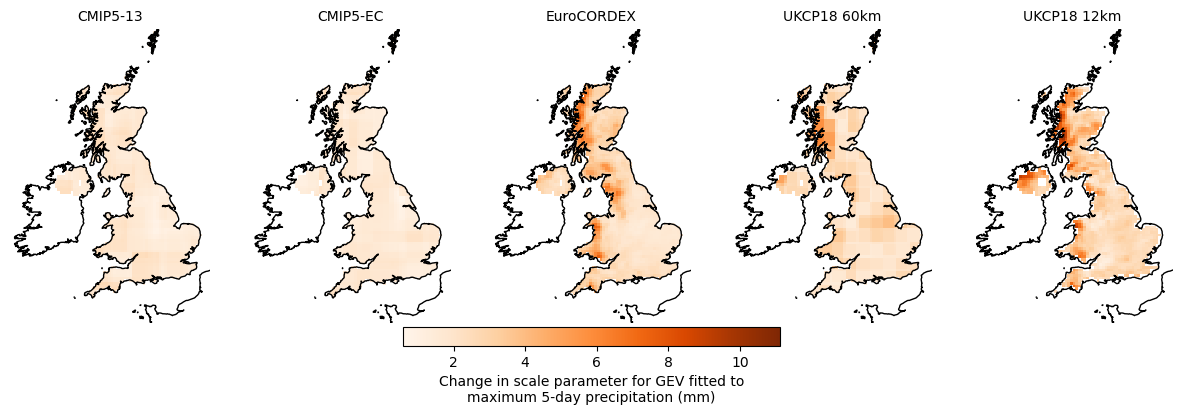 CMIP5-13
CMIP5-EC
EuroCORDEX
UKCP18 60km
UKCP18 12km
2 4 6 8 10
Change in scale parameter for GEV fitted to
maximum 5-day precipitation (mm)